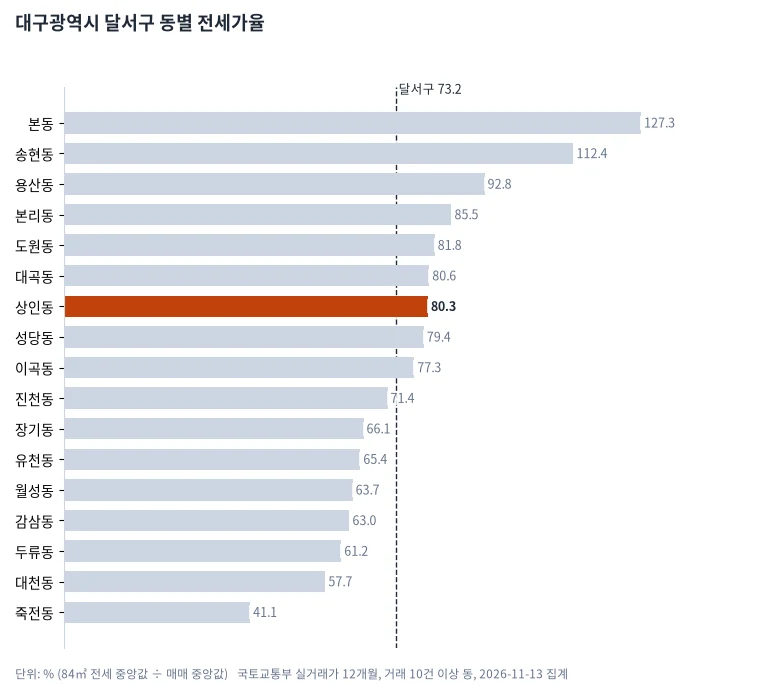 대구광역시 달서구 동별 전세가율
달서구 73.2
본동 127.3
송현동 112.4
용산동 92.8
본리동 85.5
도원동 81.8
대곡동 80.6
상인동 80.3
성당동 79.4
이곡동 77.3
진천동 71.4
장기동 66.1
유천동 65.4
월성동 63.7
감삼동 63.0
두류동 61.2
대천동 57.7
죽전동 41.1
단위: % (84㎡ 전세 중앙값 ÷ 매매 중앙값) 국토교통부 실거래가 12개월, 거래 10건 이상 동, 2026-11-13 집계